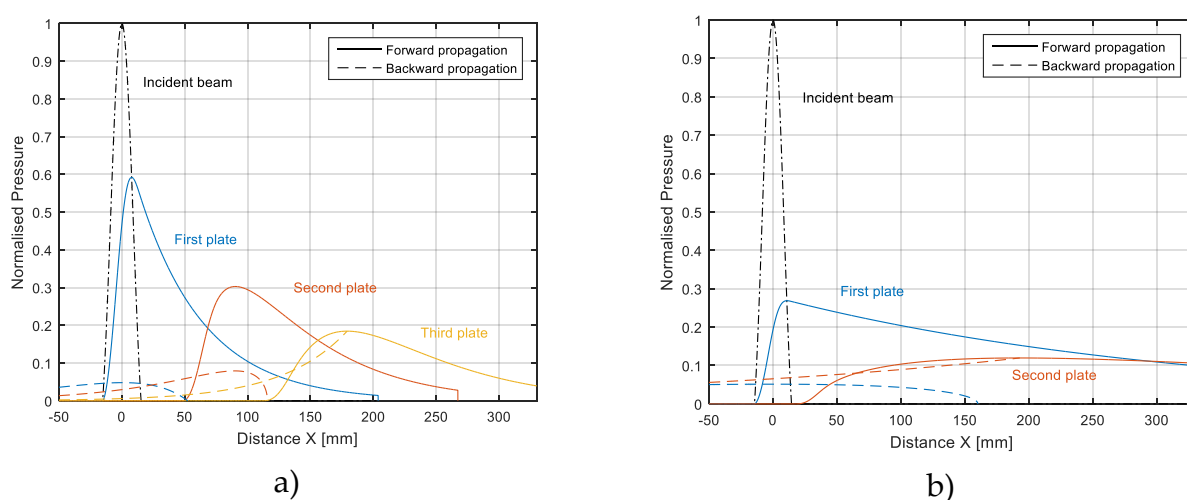 1
0.9
0.8
0.7
0.6
0.5
0.4
0.3
0.2
0.1
0
Normalised Pressure
-50 0 50 100 150 200 250 300
Distance X [mm]
Forward propagation
Backward propagation
Incident beam
First plate
Second plate
Third plate
a)
1
0.9
0.8
0.7
0.6
0.5
0.4
0.3
0.2
0.1
0
Normalised Pressure
-50 0 50 100 150 200 250 300
Distance X [mm]
Forward propagation
Backward propagation
Incident beam
First plate
Second plate
b)